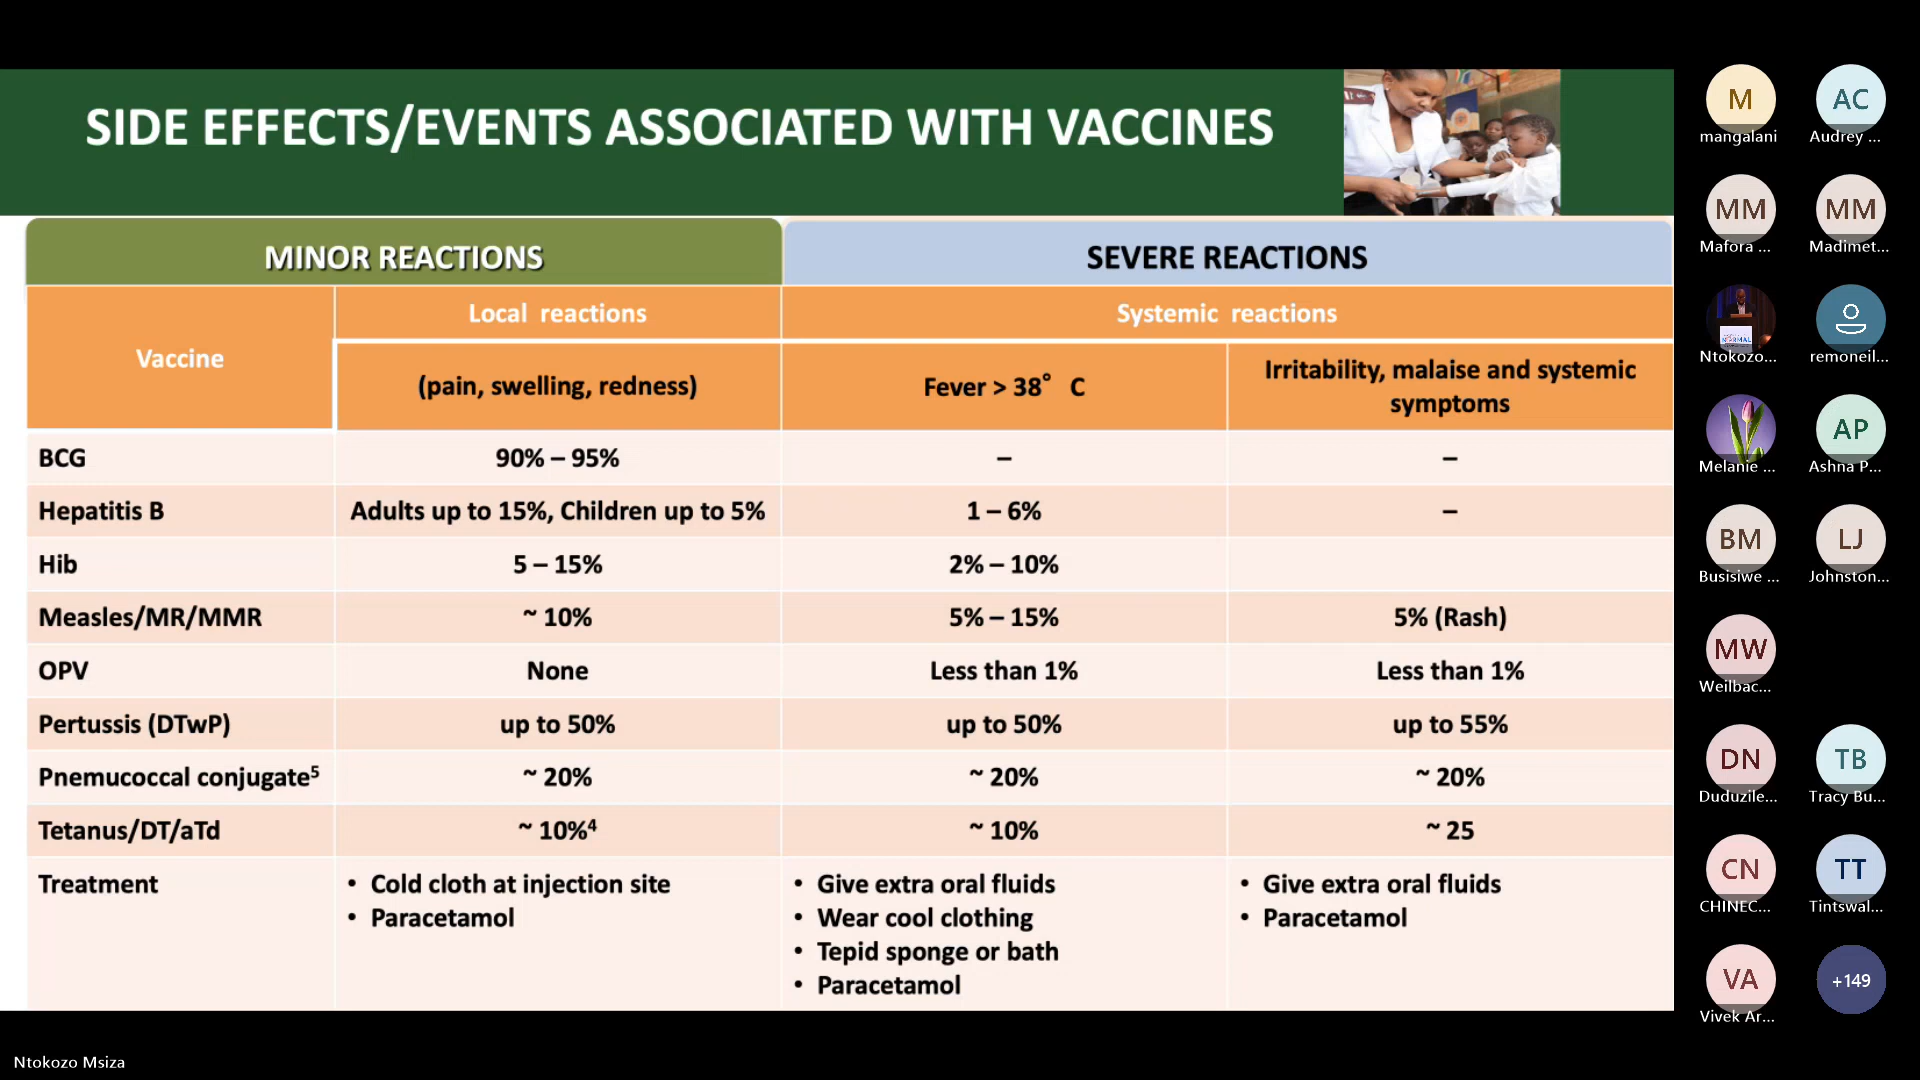 SIDE EFFECTS/EVENTS ASSOCIATED WITH VACCINES
MINOR REACTIONS
SEVERE REACTIONS
Vaccine
Local reactions
Systemic reactions
(pain, swelling, redness)
Fever > 38° C
Irritability, malaise and systemic
symptoms
BCG
90% – 95%
–
–
Hepatitis B
Adults up to 15%, Children up to 5%
1 – 6%
–
Hib
5 – 15%
2% – 10%
Measles/MR/MMR
~ 10%
5% – 15%
5% (Rash)
OPV
None
Less than 1%
Less than 1%
Pertussis (DTwP)
up to 50%
up to 50%
up to 55%
Pnemucoccal conjugate⁵
~ 20%
~ 20%
~ 20%
Tetanus/DT/aTd
~ 10%⁴
~ 10%
~ 25
Treatment
• Cold cloth at injection site
• Paracetamol
• Give extra oral fluids
• Wear cool clothing
• Tepid sponge or bath
• Paracetamol
• Give extra oral fluids
• Paracetamol
M
mangalani
AC
Audrey ...
MM
Mafora ...
MM
Madimet...
Ntokozo...
remoneil...
Melanie ...
AP
Ashna P...
BM
Busisiwe ...
LJ
Johnston...
MW
Weilbac...
DN
Duduzile...
TB
Tracy Bu...
CN
CHINEC...
TT
Tintswal...
VA
Vivek Ar...
+149
Ntokozo Msiza